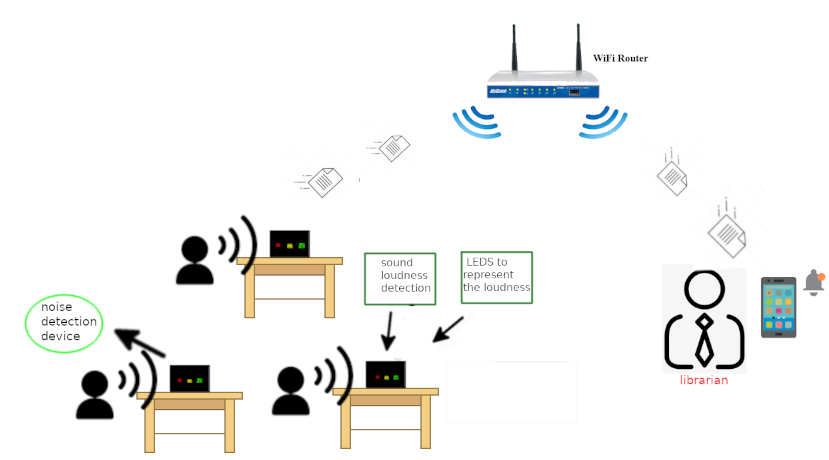 WiFi Router
sound
loudness
detection
LEDS to
represent
the loudness
noise
detection
device
librarian